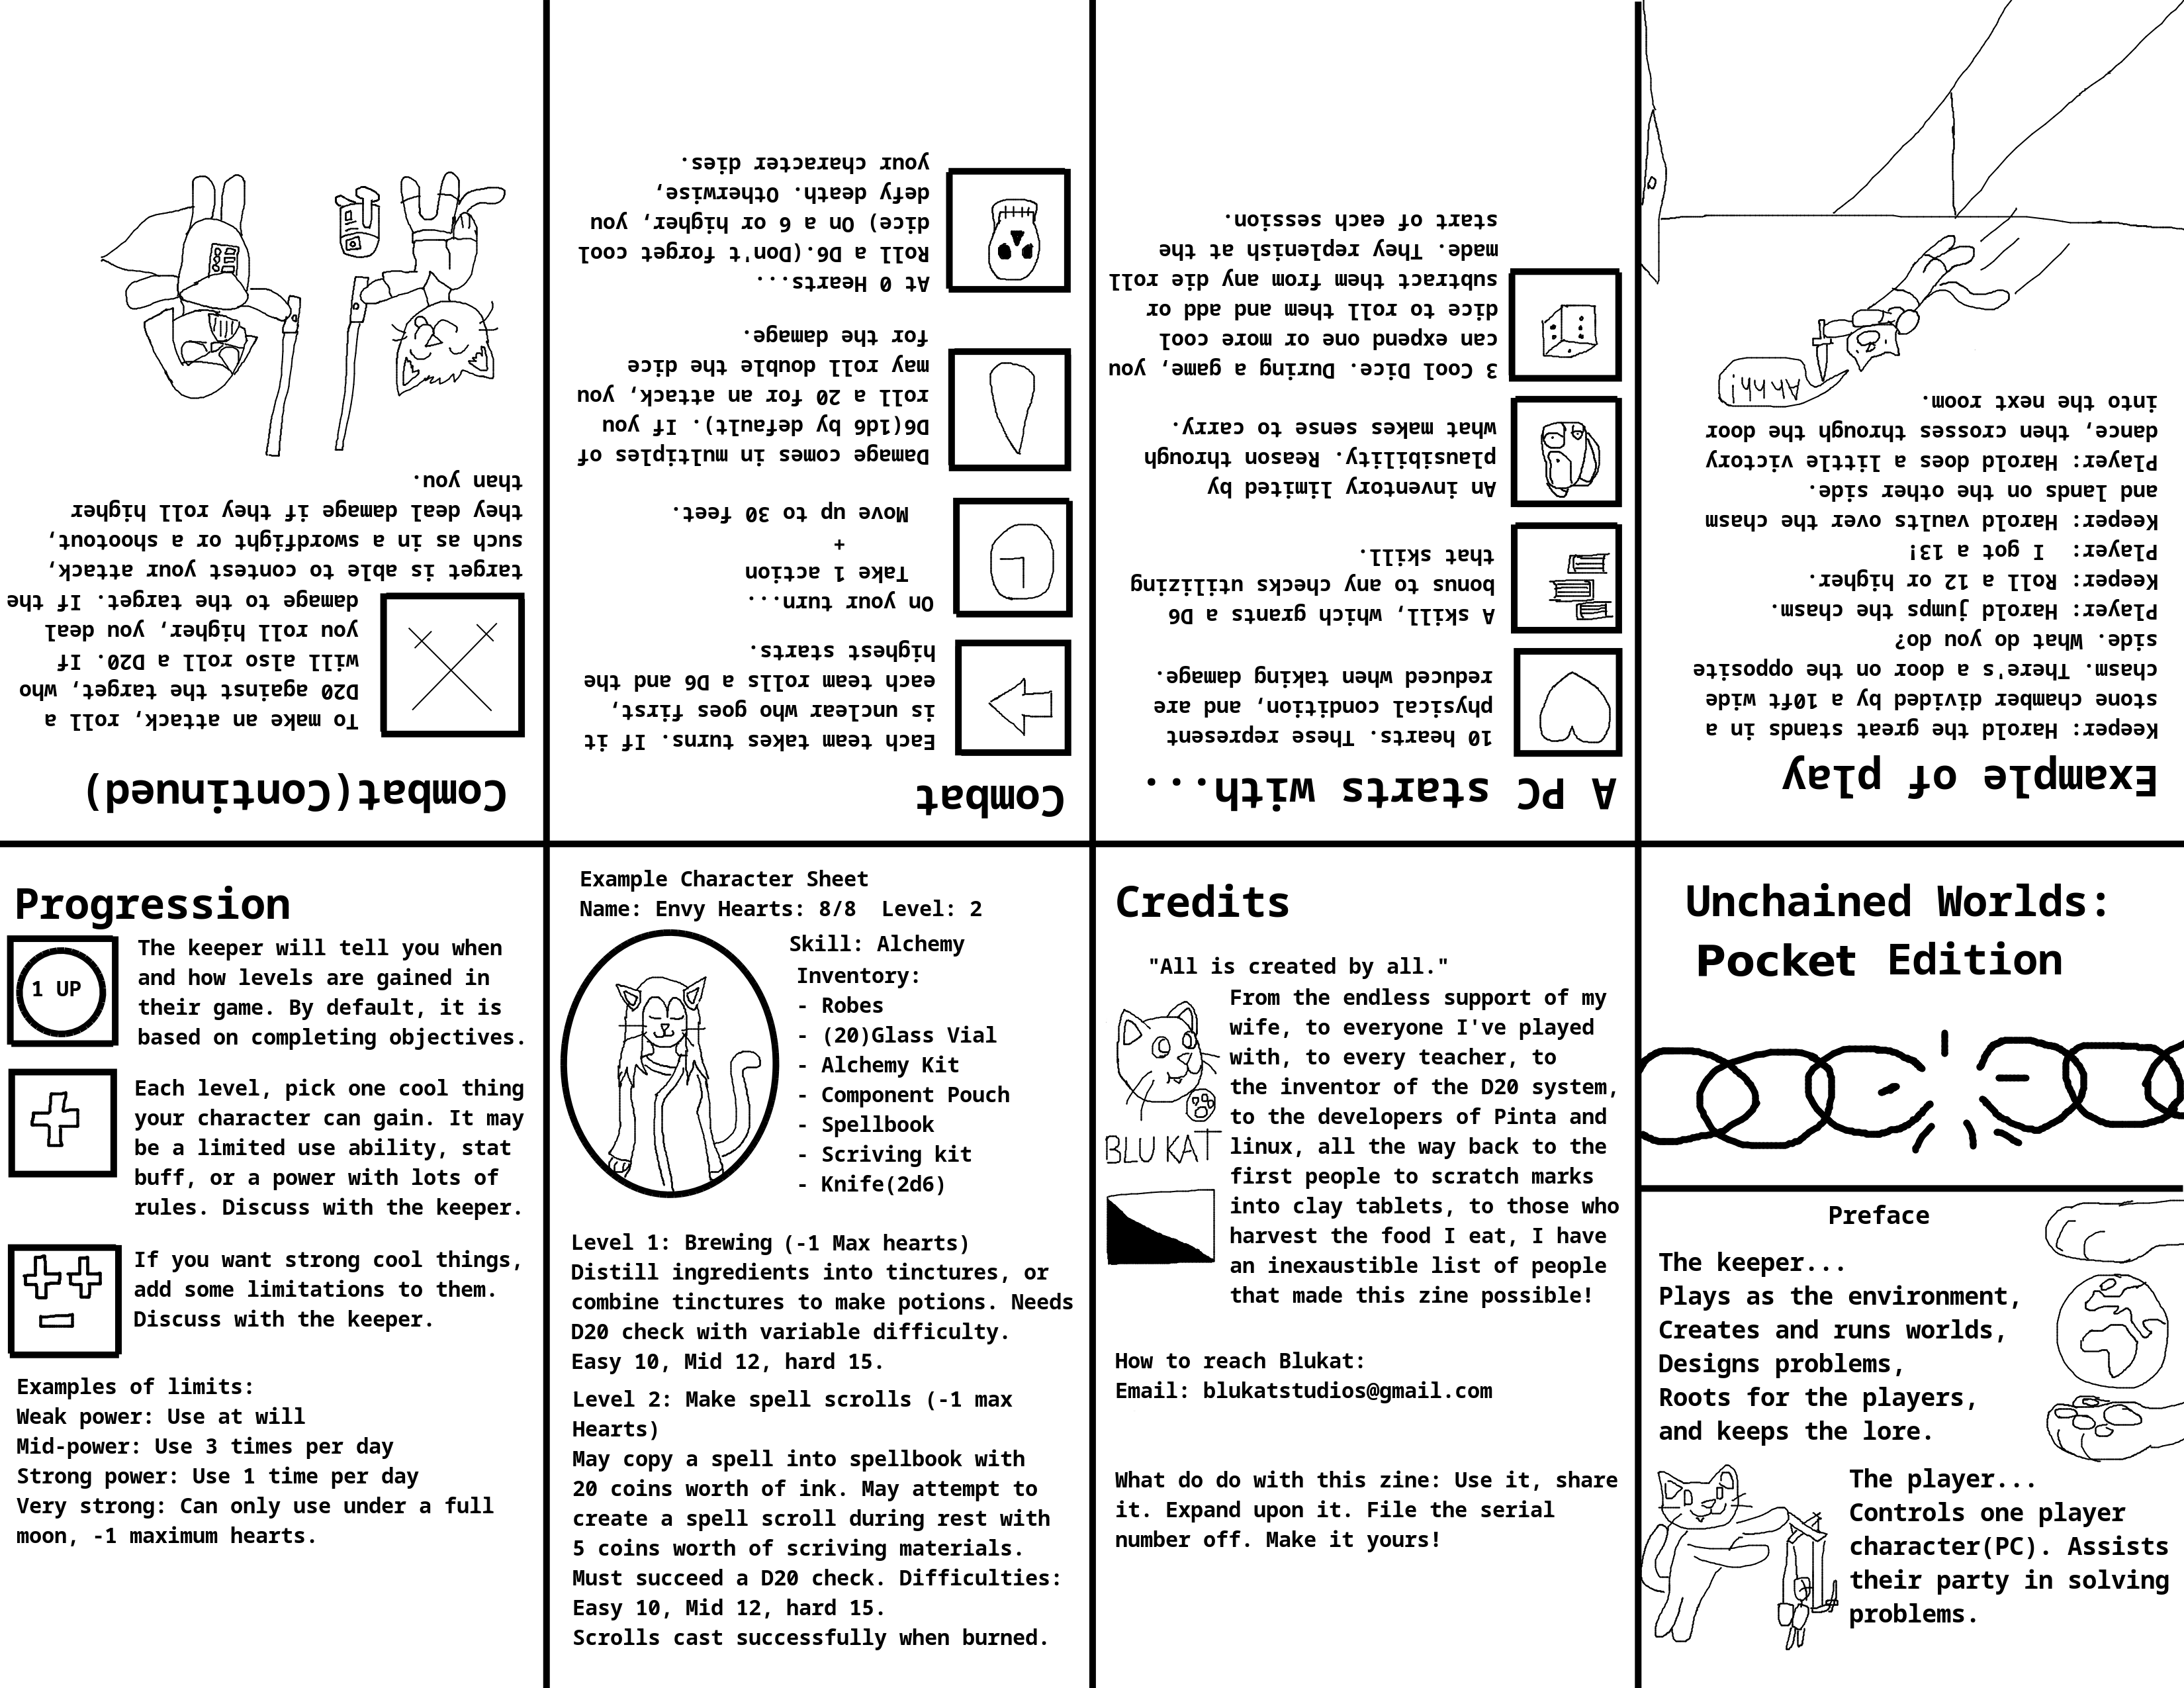 Unchained Worlds:
Pocket Edition
Preface
The keeper...
Plays as the environment,
Creates and runs worlds,
Designs problems,
Roots for the players,
and keeps the lore.
The player...
Controls one player
character(PC). Assists
their party in solving
problems.
Example of play
Keeper: Harold the great stands in a
stone chamber divided by a 10ft wide
chasm. There's a door on the opposite
side. What do you do?
Player: Harold jumps the chasm.
Keeper: Roll a 12 or higher.
Player:  I got a 13!
Keeper: Harold vaults over the chasm
and lands on the other side.
Player: Harold does a little victory
dance, then crosses through the door
into the next room.
Ahhh!
A PC starts with...
10 hearts. These represent
physical condition, and are
reduced when taking damage.
A skill, which grants a D6
bonus to any checks utilizing
that skill.
An inventory limited by
plausibility. Reason through
what makes sense to carry.
3 Cool Dice. During a game, you
can expend one or more cool
dice to roll them and add or
subtract them from any die roll
made. They replenish at the
start of each session.
Combat
Each team takes turns. If it
is unclear who goes first,
each team rolls a D6 and the
highest starts.
On your turn...
Take 1 action
+
Move up to 30 feet.
Damage comes in multiples of
D6(1d6 by default). If you
roll a 20 for an attack, you
may roll double the dice
for the damage.
At 0 Hearts...
Roll a D6.(Don't forget cool
dice) On a 6 or higher, you
defy death. Otherwise,
your character dies.
Combat(Continued)
To make an attack, roll a
D20 against the target, who
will also roll a D20. If
you roll higher, you deal
damage to the target. If the
target is able to contest your attack,
such as in a swordfight or a shootout,
they deal damage if they roll higher
than you.
Progression
1 UP
The keeper will tell you when
and how levels are gained in
their game. By default, it is
based on completing objectives.
Each level, pick one cool thing
your character can gain. It may
be a limited use ability, stat
buff, or a power with lots of
rules. Discuss with the keeper.
If you want strong cool things,
add some limitations to them.
Discuss with the keeper.
Examples of limits:
Weak power: Use at will
Mid-power: Use 3 times per day
Strong power: Use 1 time per day
Very strong: Can only use under a full
moon, -1 maximum hearts.
Example Character Sheet
Name: Envy Hearts: 8/8  Level: 2
Skill: Alchemy
Inventory:
- Robes
- (20)Glass Vial
- Alchemy Kit
- Component Pouch
- Spellbook
- Scriving kit
- Knife(2d6)
Level 1: Brewing (-1 Max hearts)
Distill ingredients into tinctures, or
combine tinctures to make potions. Needs
D20 check with variable difficulty.
Easy 10, Mid 12, hard 15.
Level 2: Make spell scrolls (-1 max
Hearts)
May copy a spell into spellbook with
20 coins worth of ink. May attempt to
create a spell scroll during rest with
5 coins worth of scriving materials.
Must succeed a D20 check. Difficulties:
Easy 10, Mid 12, hard 15.
Scrolls cast successfully when burned.
Credits
"All is created by all."
From the endless support of my
wife, to everyone I've played
with, to every teacher, to
the inventor of the D20 system,
to the developers of Pinta and
linux, all the way back to the
first people to scratch marks
into clay tablets, to those who
harvest the food I eat, I have
an inexaustible list of people
that made this zine possible!
BLUKAT
How to reach Blukat:
Email: blukatstudios@gmail.com
What do do with this zine: Use it, share
it. Expand upon it. File the serial
number off. Make it yours!